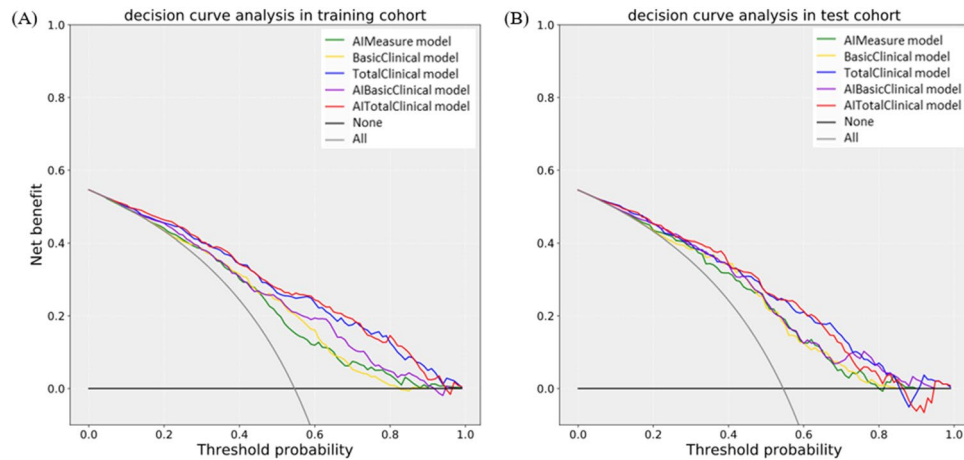 (A)
decision curve analysis in training cohort
1.0
0.8
0.6
0.4
0.2
0.0
Net benefit
AIMeasure model
BasicClinical model
TotalClinical model
AIBasicClinical model
AITotalClinical model
None
All
0.0 0.2 0.4 0.6 0.8 1.0
Threshold probability
(B)
decision curve analysis in test cohort
1.0
0.8
0.6
0.4
0.2
0.0
AIMeasure model
BasicClinical model
TotalClinical model
AIBasicClinical model
AITotalClinical model
None
All
0.0 0.2 0.4 0.6 0.8 1.0
Threshold probability